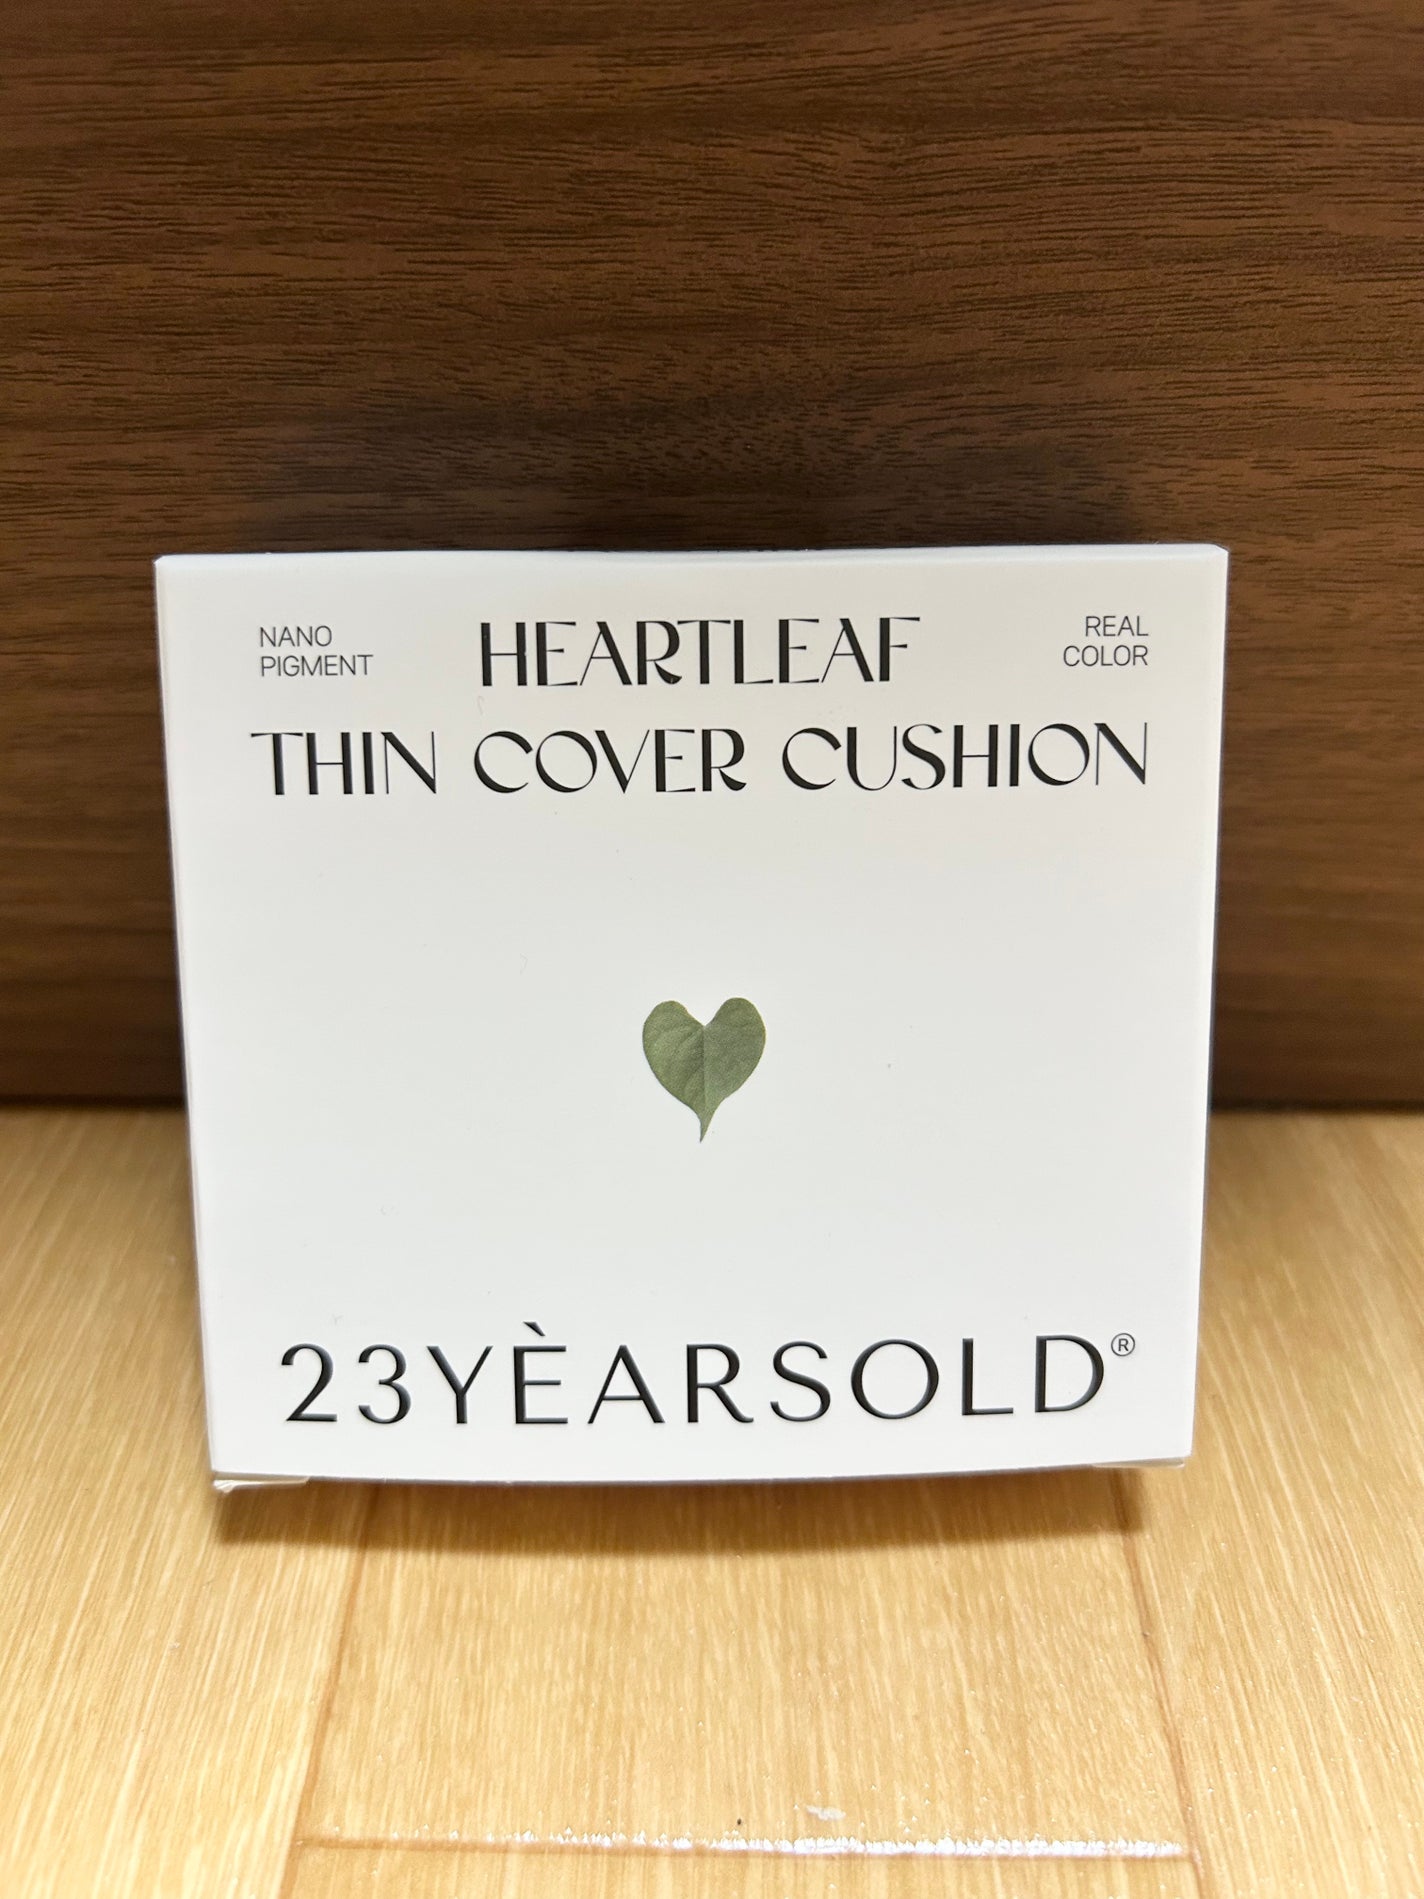 NANO
PIGMENT
HEARTLEAF
REAL
COLOR
THIN COVER CUSHION
23YÈARSOLD®